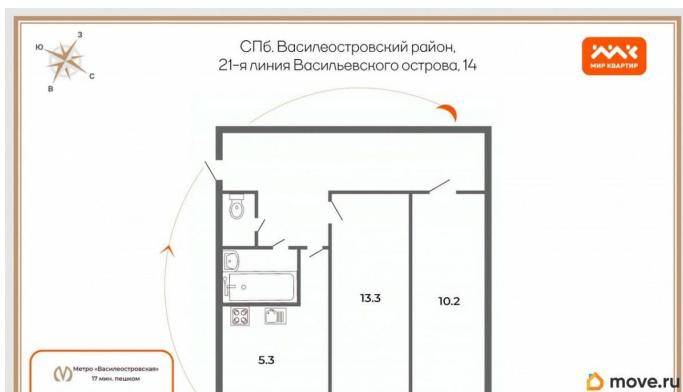 З
Ю
С
В
СПб. Василеостровский район,
21-я линия Васильевского острова, 14
МИР КВАРТИР
13.3
10.2
5.3
Метро «Василеостровская»
17 мин. пешком
move.ru